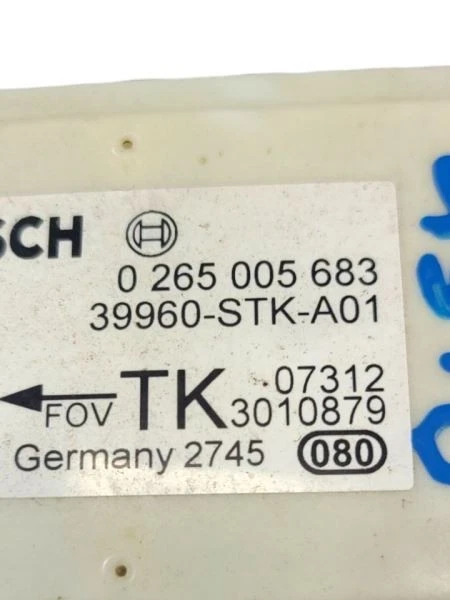 SCH
0 265 005 683
39960-STK-A01
FOV TK 07312
3010879
Germany 2745 080